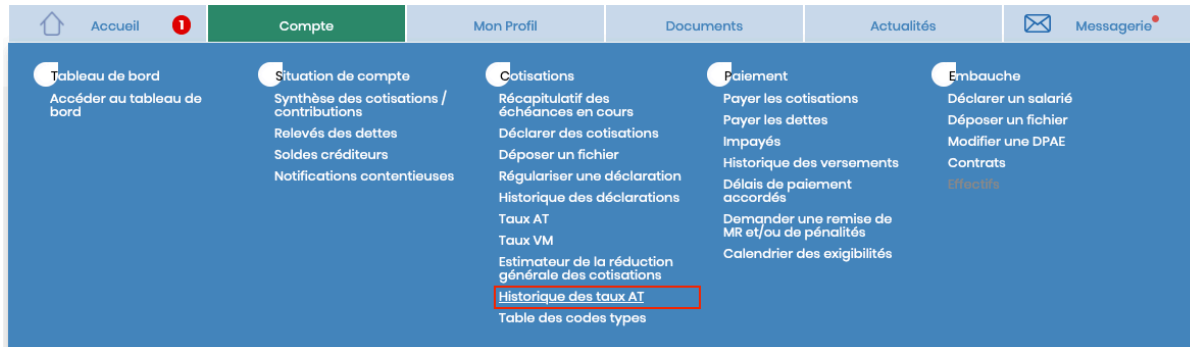 Accueil 1
Compte
Mon Profil
Documents
Actualités
Messagerie
Tableau de bord
Accéder au tableau de
bord
Situation de compte
Synthèse des cotisations /
contributions
Relevés des dettes
Soldes créditeurs
Notifications contentieuses
Cotisations
Récapitulatif des
échéances en cours
Déclarer des cotisations
Déposer un fichier
Régulariser une déclaration
Historique des déclarations
Taux AT
Taux VM
Estimateur de la réduction
générale des cotisations
Historique des taux AT
Table des codes types
Paiement
Payer les cotisations
Payer les dettes
Impayés
Historique des versements
Délais de paiement
accordés
Demander une remise de
MR et/ou de pénalités
Calendrier des exigibilités
Embauche
Déclarer un salarié
Déposer un fichier
Modifier une DPAE
Contrats
Effectifs